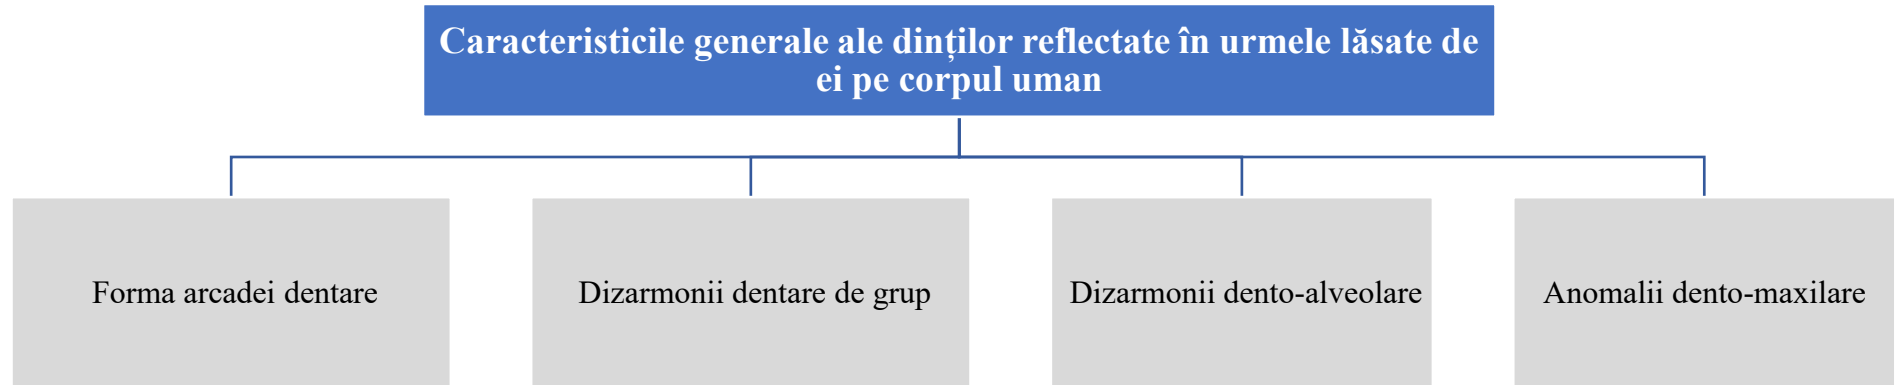 Caracteristicile generale ale dinților reflectate în urmele lăsate de
ei pe corpul uman
Forma arcadei dentare
Dizarmonii dentare de grup
Dizarmonii dento-alveolare
Anomalii dento-maxilare